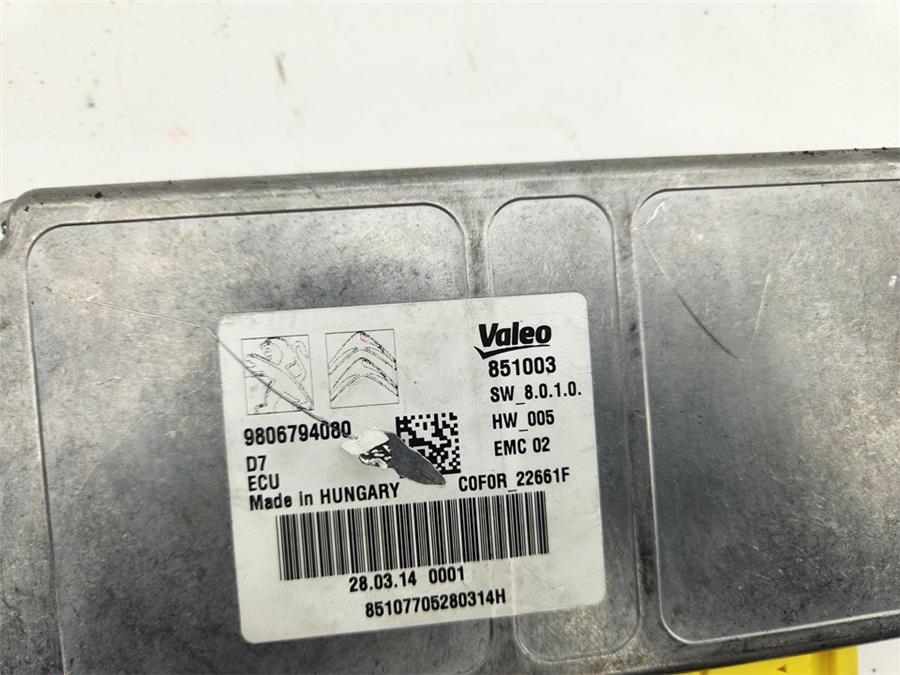 Valeo
851003
SW_8.0.1.0.
HW_005
EMC 02
9806794080
D7
ECU
Made in HUNGARY
COFOR_22661F
28.03.14 0001
85107705280314H